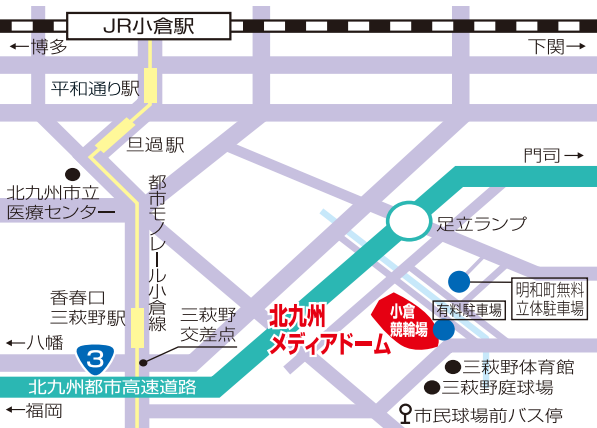 JR小倉駅
←博多
下関→
平和通り駅
旦過駅
門司→
北九州市立
医療センター
都市モノレール小倉線
足立ランプ
香春口
三萩野駅
三萩野
交差点
北九州
メディアドーム
小倉
競輪場
有料駐車場
明和町無料
立体駐車場
←八幡
3
北九州都市高速道路
三萩野体育館
三萩野庭球場
←福岡
市民球場前バス停